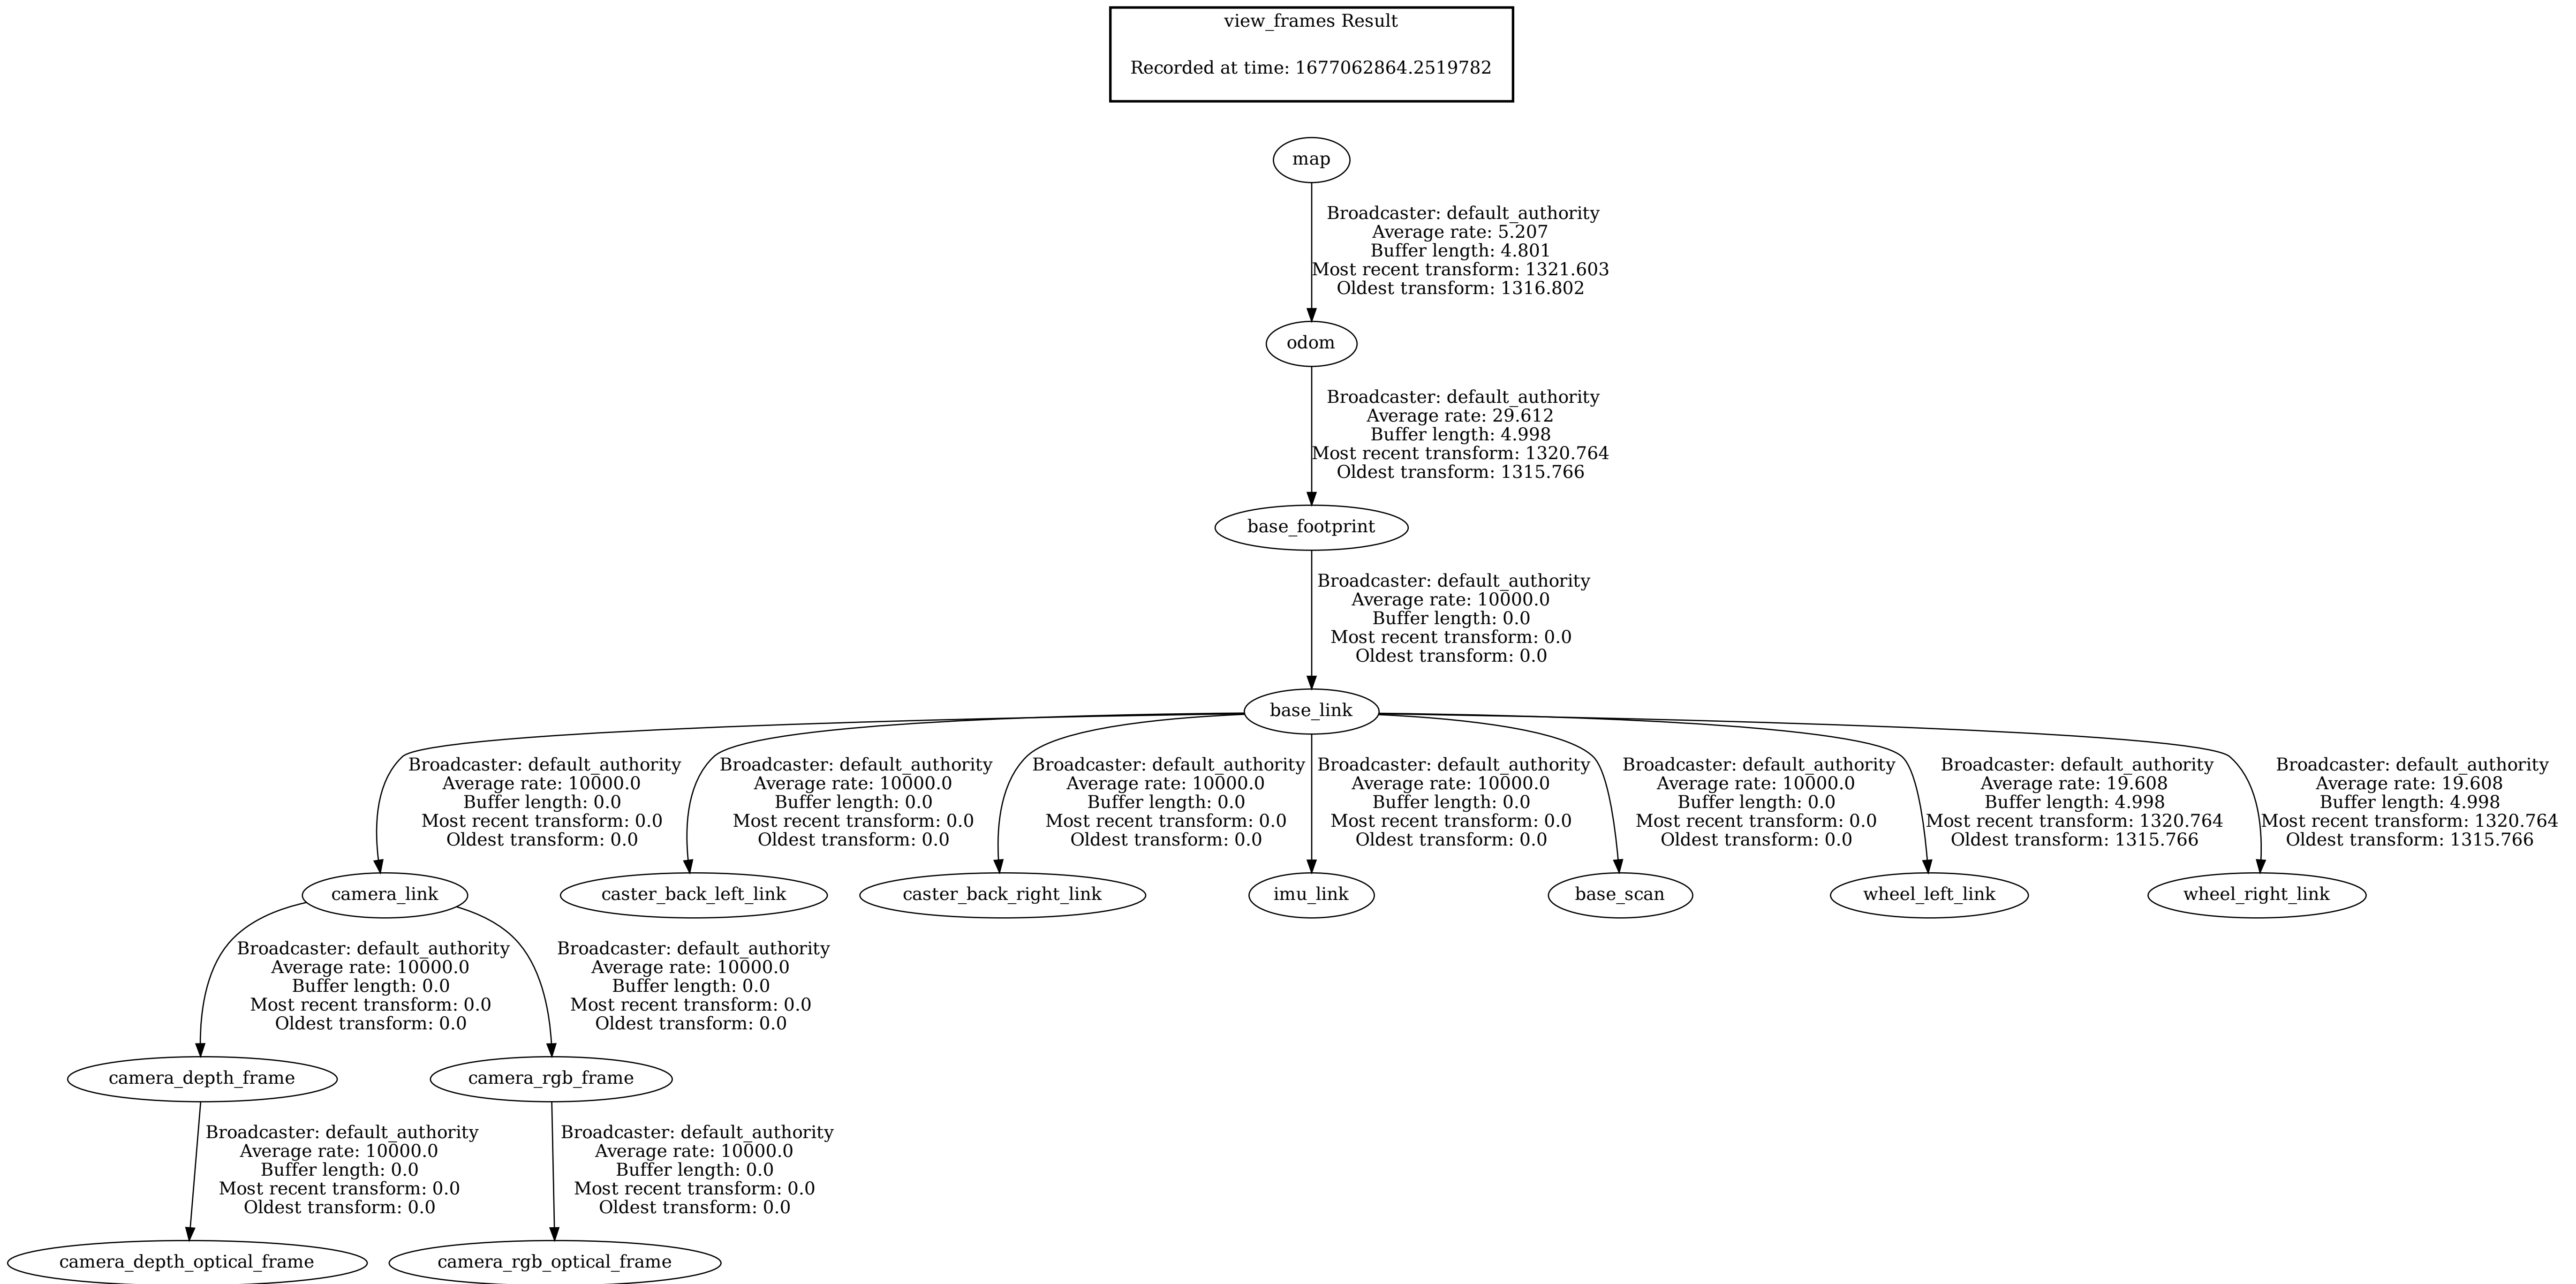 view_frames Result
Recorded at time: 1677062864.2519782
map
Broadcaster: default_authority
Average rate: 5.207
Buffer length: 4.801
Most recent transform: 1321.603
Oldest transform: 1316.802
odom
Broadcaster: default_authority
Average rate: 29.612
Buffer length: 4.998
Most recent transform: 1320.764
Oldest transform: 1315.766
base_footprint
Broadcaster: default_authority
Average rate: 10000.0
Buffer length: 0.0
Most recent transform: 0.0
Oldest transform: 0.0
base_link
Broadcaster: default_authority
Average rate: 10000.0
Buffer length: 0.0
Most recent transform: 0.0
Oldest transform: 0.0
Broadcaster: default_authority
Average rate: 10000.0
Buffer length: 0.0
Most recent transform: 0.0
Oldest transform: 0.0
Broadcaster: default_authority
Average rate: 10000.0
Buffer length: 0.0
Most recent transform: 0.0
Oldest transform: 0.0
Broadcaster: default_authority
Average rate: 10000.0
Buffer length: 0.0
Most recent transform: 0.0
Oldest transform: 0.0
Broadcaster: default_authority
Average rate: 10000.0
Buffer length: 0.0
Most recent transform: 0.0
Oldest transform: 0.0
Broadcaster: default_authority
Average rate: 19.608
Buffer length: 4.998
Most recent transform: 1320.764
Oldest transform: 1315.766
Broadcaster: default_authority
Average rate: 19.608
Buffer length: 4.998
Most recent transform: 1320.764
Oldest transform: 1315.766
camera_link
caster_back_left_link
caster_back_right_link
imu_link
base_scan
wheel_left_link
wheel_right_link
Broadcaster: default_authority
Average rate: 10000.0
Buffer length: 0.0
Most recent transform: 0.0
Oldest transform: 0.0
Broadcaster: default_authority
Average rate: 10000.0
Buffer length: 0.0
Most recent transform: 0.0
Oldest transform: 0.0
camera_depth_frame
camera_rgb_frame
Broadcaster: default_authority
Average rate: 10000.0
Buffer length: 0.0
Most recent transform: 0.0
Oldest transform: 0.0
Broadcaster: default_authority
Average rate: 10000.0
Buffer length: 0.0
Most recent transform: 0.0
Oldest transform: 0.0
camera_depth_optical_frame
camera_rgb_optical_frame